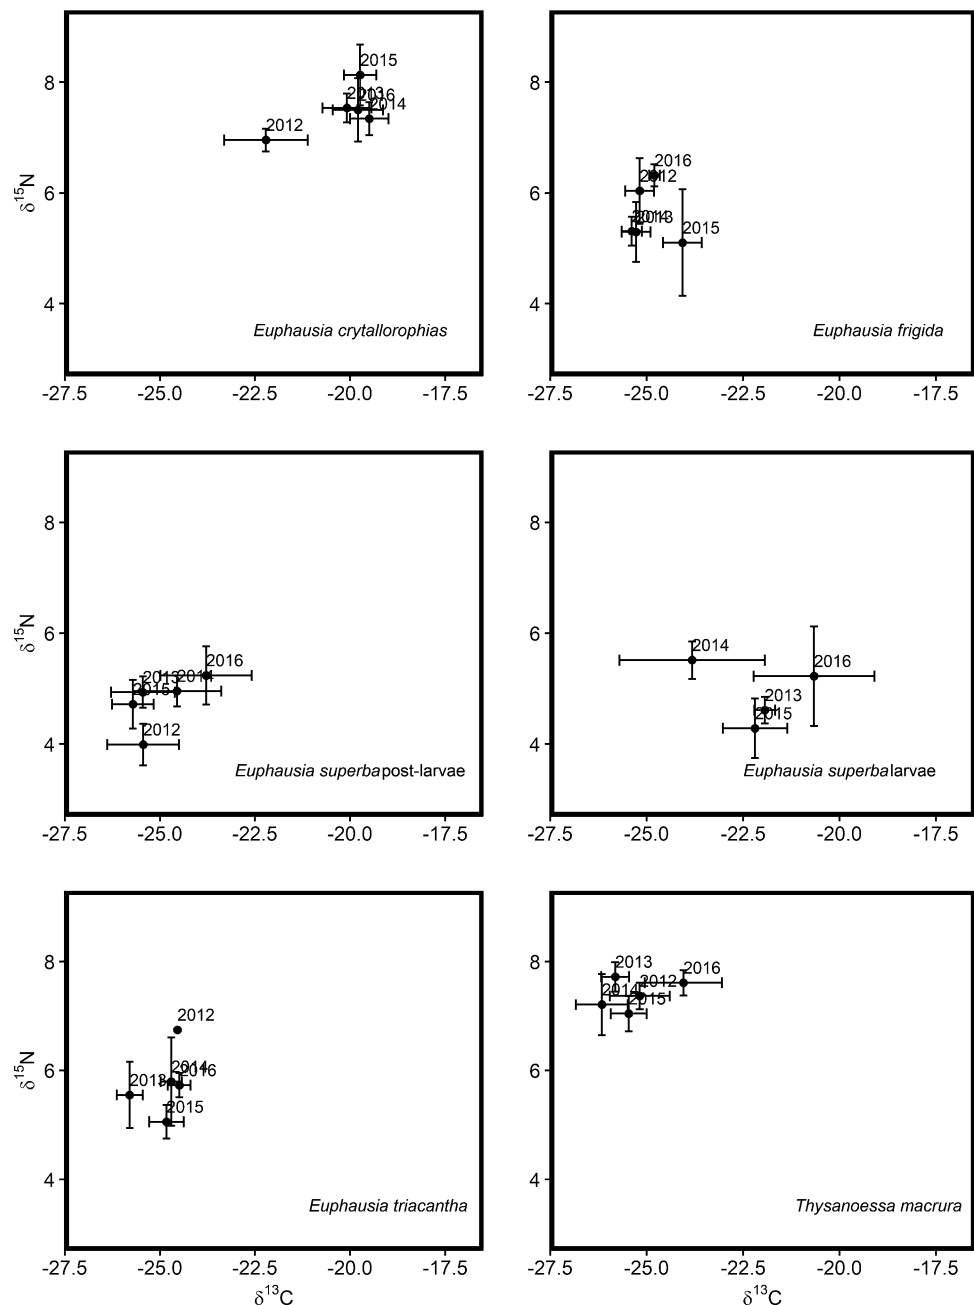 2015
2013
2016
2014
2012
8
6
4
δ15N
Euphausia crytallorophias
-27.5 -25.0 -22.5 -20.0 -17.5
2016
2012
2014
2013
2015
8
6
4
Euphausia frigida
-27.5 -25.0 -22.5 -20.0 -17.5
2016
2013
2014
2015
2012
8
6
4
δ15N
Euphausia superba post-larvae
-27.5 -25.0 -22.5 -20.0 -17.5
2014
2016
2013
2015
8
6
4
Euphausia superba larvae
-27.5 -25.0 -22.5 -20.0 -17.5
2012
2014
2016
2013
2015
8
6
4
δ15N
Euphausia triacantha
-27.5 -25.0 -22.5 -20.0 -17.5
δ13C
2013
2016
2012
2014
2015
8
6
4
Thysanoessa macrura
-27.5 -25.0 -22.5 -20.0 -17.5
δ13C